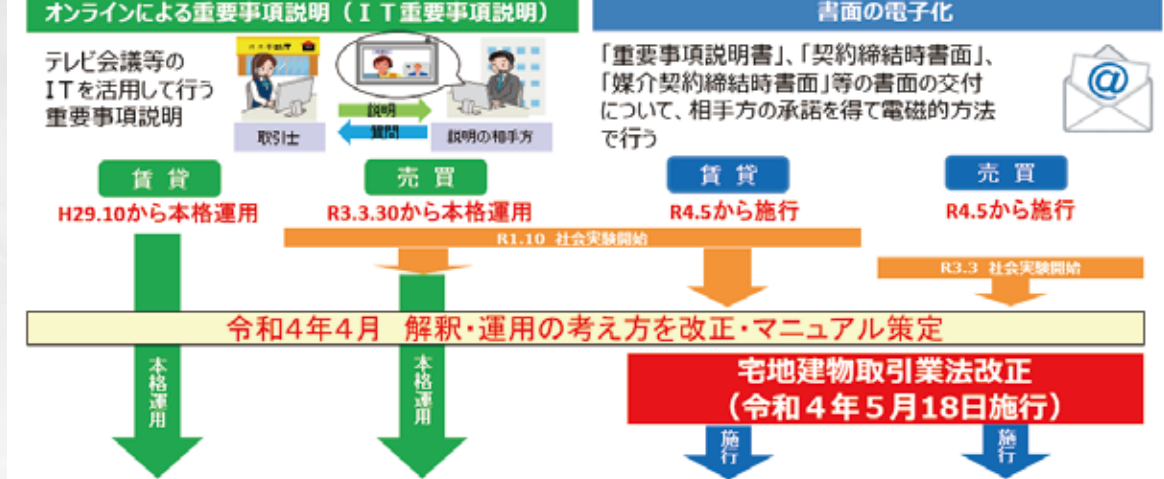 オンラインによる重要事項説明（ＩＴ重要事項説明）
テレビ会議等の
ＩＴを活用して行う
重要事項説明
取引士
説明
質問
説明の相手方
賃貸
H29.10から本格運用
売買
R3.3.30から本格運用
書面の電子化
「重要事項説明書」、「契約締結時書面」、
「媒介契約締結時書面」等の書面の交付
について、相手方の承諾を得て電磁的方法
で行う
賃貸
R4.5から施行
売買
R4.5から施行
R1.10 社会実験開始
R3.3 社会実験開始
令和４年４月 解釈・運用の考え方を改正・マニュアル策定
本格運用
本格運用
宅地建物取引業法改正
（令和４年５月18日施行）
施行
施行